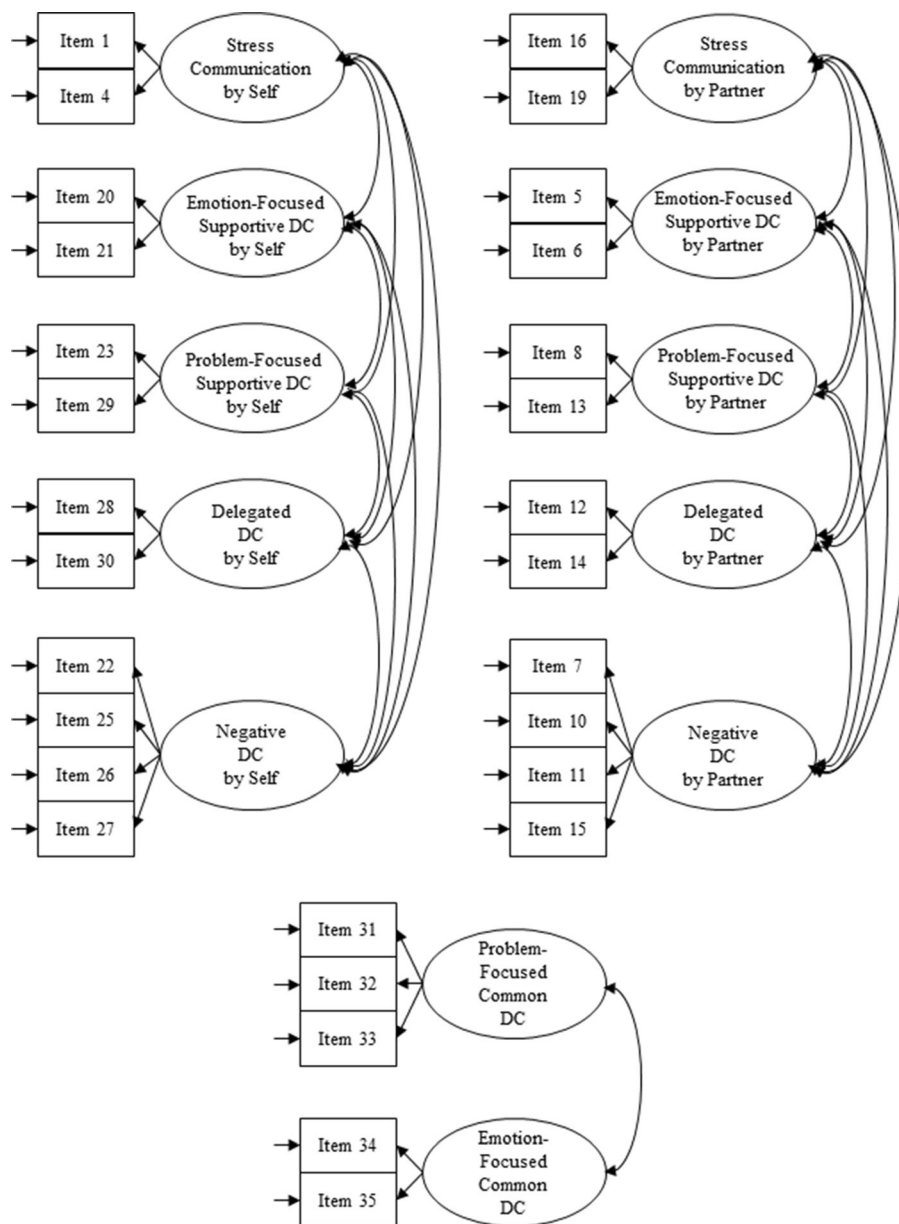 Item 1
Item 4
Stress
Communication
by Self
Item 20
Item 21
Emotion-Focused
Supportive DC
by Self
Item 23
Item 29
Problem-Focused
Supportive DC
by Self
Item 28
Item 30
Delegated
DC
by Self
Item 22
Item 25
Item 26
Item 27
Negative
DC
by Self
Item 16
Item 19
Stress
Communication
by Partner
Item 5
Item 6
Emotion-Focused
Supportive DC
by Partner
Item 8
Item 13
Problem-Focused
Supportive DC
by Partner
Item 12
Item 14
Delegated
DC
by Partner
Item 7
Item 10
Item 11
Item 15
Negative
DC
by Partner
Item 31
Item 32
Item 33
Problem-
Focused
Common
DC
Item 34
Item 35
Emotion-
Focused
Common
DC